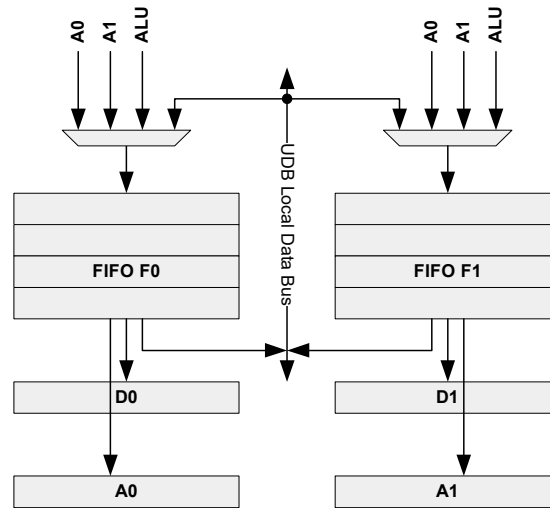 A0
A1
ALU
A0
A1
ALU
UDB Local Data Bus
FIFO F0
FIFO F1
D0
D1
A0
A1